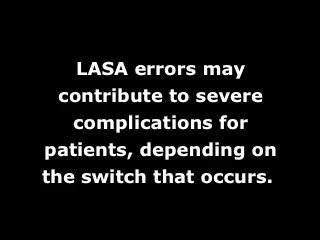 LASA errors may
contribute to severe
complications for
patients, depending on
the switch that occurs.